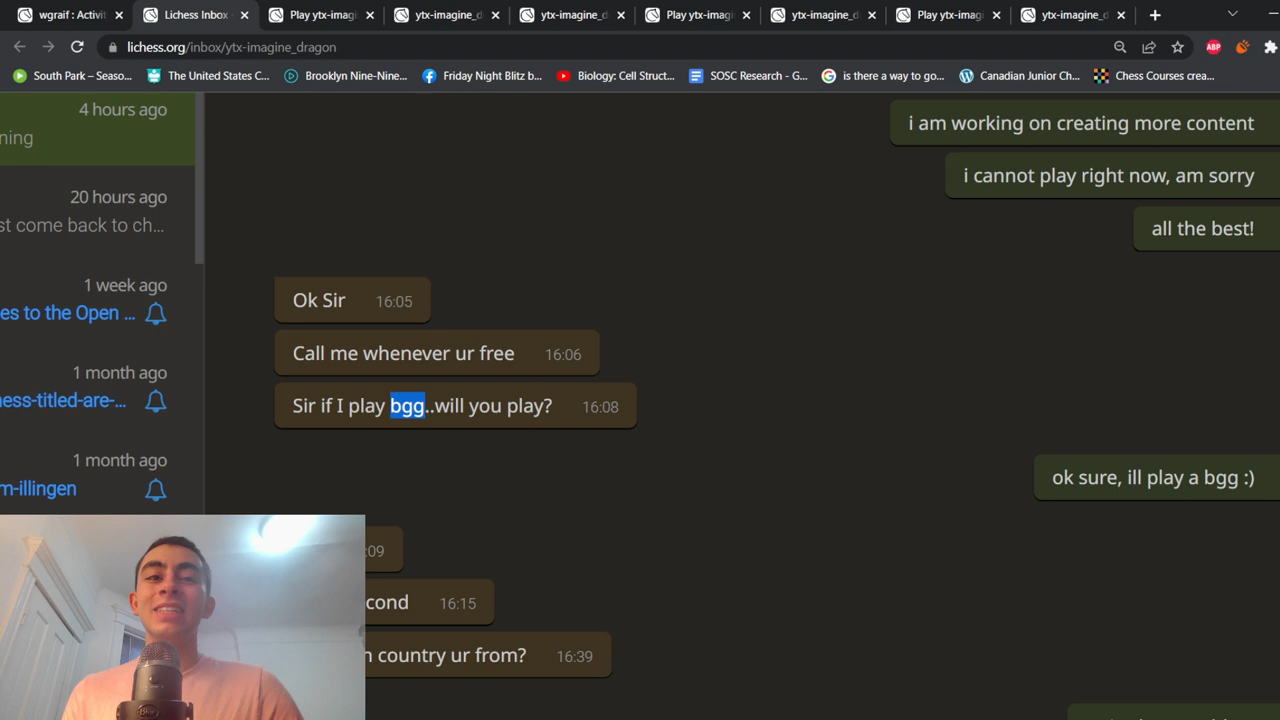 wgraif : Activi
Lichess Inbox
Play ytx-imagi
ytx-imagine_d
ytx-imagine_d
Play ytx-imagi
ytx-imagine_d
Play ytx-imagi
ytx-imagine_d
lichess.org/inbox/ytx-imagine_dragon
ABP
South Park – Seaso...
The United States C...
Brooklyn Nine-Nine...
Friday Night Blitz b...
Biology: Cell Struct...
SOSC Research - G...
is there a way to go...
Canadian Junior Ch...
Chess Courses crea...
4 hours ago
ning
20 hours ago
st come back to ch...
1 week ago
es to the Open ...
1 month ago
ess-titled-are-...
1 month ago
m-illingen
i am working on creating more content
i cannot play right now, am sorry
all the best!
Ok Sir 16:05
Call me whenever ur free 16:06
Sir if I play bgg..will you play? 16:08
ok sure, ill play a bgg :)
:09
cond 16:15
n country ur from? 16:39